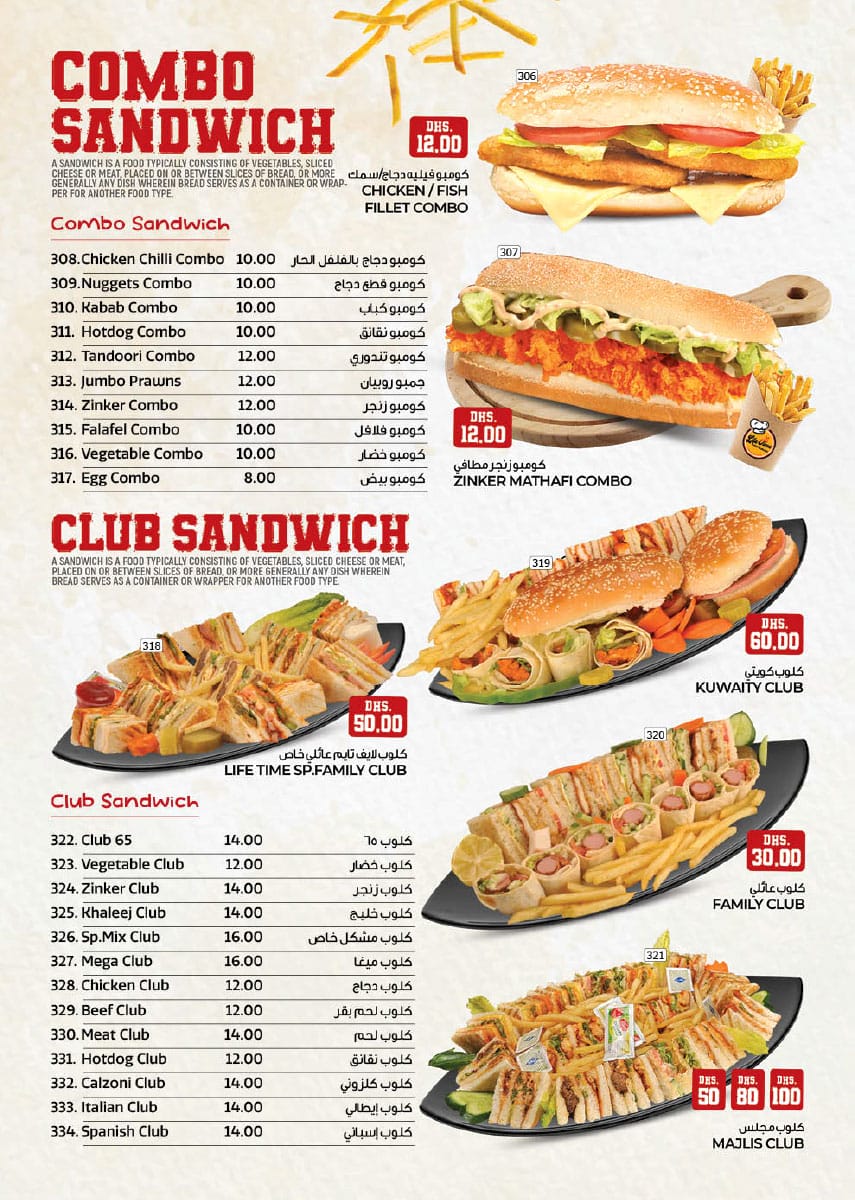 COMBO
SANDWICH
A SANDWICH IS A FOOD TYPICALLY CONSISTING OF VEGETABLES, SLICED
CHEESE OR MEAT, PLACED ON OR BETWEEN SLICES OF BREAD, OR MORE
GENERALLY ANY DISH WHEREIN BREAD SERVES AS A CONTAINER OR WRAP-
PER FOR ANOTHER FOOD TYPE.
306
DHS.
12.00
كومبو فيليه دجاج/سمك
CHICKEN / FISH
FILLET COMBO
Combo Sandwich
308. Chicken Chilli Combo 10.00 كومبو دجاج بالفلفل الحار
309. Nuggets Combo 10.00 كومبو قطع دجاج
310. Kabab Combo 10.00 كومبو كباب
311. Hotdog Combo 10.00 كومبو نقانق
312. Tandoori Combo 12.00 كومبو تندوري
313. Jumbo Prawns 12.00 جمبو روبيان
314. Zinker Combo 12.00 كومبو زنجر
315. Falafel Combo 10.00 كومبو فلافل
316. Vegetable Combo 10.00 كومبو خضار
317. Egg Combo 8.00 كومبو بيض
307
DHS.
12.00
كومبو زنجر مطافي
ZINKER MATHAFI COMBO
CLUB SANDWICH
A SANDWICH IS A FOOD TYPICALLY CONSISTING OF VEGETABLES, SLICED CHEESE OR MEAT,
PLACED ON OR BETWEEN SLICES OF BREAD, OR MORE GENERALLY ANY DISH WHEREIN
BREAD SERVES AS A CONTAINER OR WRAPPER FOR ANOTHER FOOD TYPE.
318
DHS.
50.00
كلوب لايف تايم عائلي خاص
LIFE TIME SP.FAMILY CLUB
319
DHS.
60.00
كلوب كويتي
KUWAITY CLUB
320
DHS.
30.00
كلوب عائلي
FAMILY CLUB
321
DHS. 50
DHS. 80
DHS. 100
كلوب مجلس
MAJLIS CLUB
Club Sandwich
322. Club 65 14.00 كلوب ٦٥
323. Vegetable Club 12.00 كلوب خضار
324. Zinker Club 14.00 كلوب زنجر
325. Khaleej Club 14.00 كلوب خليج
326. Sp.Mix Club 16.00 كلوب مشكل خاص
327. Mega Club 16.00 كلوب ميغا
328. Chicken Club 12.00 كلوب دجاج
329. Beef Club 12.00 كلوب لحم بقر
330. Meat Club 14.00 كلوب لحم
331. Hotdog Club 12.00 كلوب نقانق
332. Calzoni Club 14.00 كلوب كلزوني
333. Italian Club 14.00 كلوب إيطالي
334. Spanish Club 14.00 كلوب إسباني